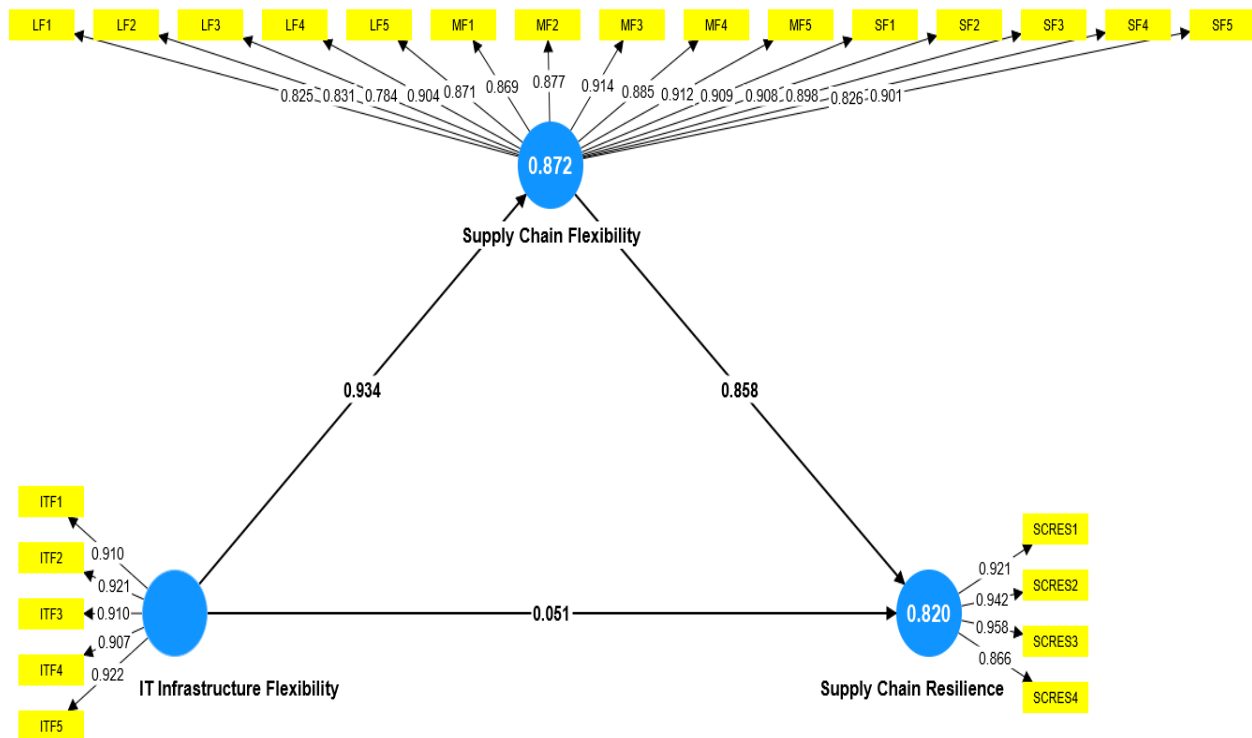 LF1 LF2 LF3 LF4 LF5 MF1 MF2 MF3 MF4 MF5 SF1 SF2 SF3 SF4 SF5
0.825 0.831 0.784 0.904 0.871 0.869 0.877 0.914 0.885 0.912 0.909 0.908 0.898 0.826 0.901
0.872
Supply Chain Flexibility
0.934 0.858
ITF1
0.910
ITF2
0.921
ITF3
0.910
ITF4
0.907
ITF5
0.922
IT Infrastructure Flexibility
0.051
0.820
Supply Chain Resilience
SCRES1
0.921
SCRES2
0.942
SCRES3
0.958
SCRES4
0.866